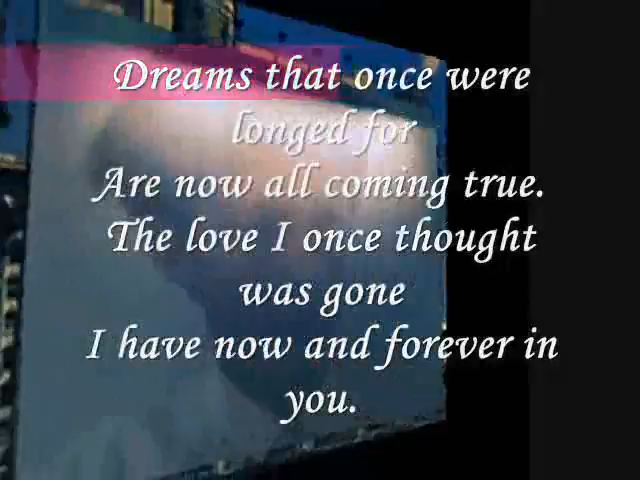 Dreams that once were
longed for
Are now all coming true.
The love I once thought
was gone
I have now and forever in
you.